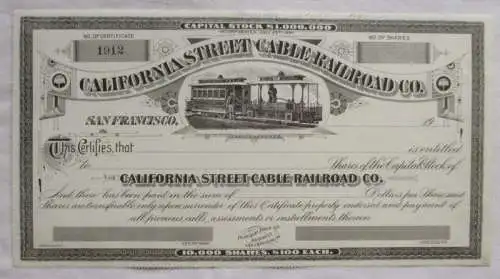 CAPITAL STOCK $1,000,000
NO. OF CERTIFICATE
NO. OF SHARES
1912
CALIFORNIA STREET CABLE RAILROAD CO.
SAN FRANCISCO,
19
This Certifies, that
is entitled
to
Shares of the Capital Stock of
THE CALIFORNIA STREET CABLE RAILROAD CO.
And there has been paid in the sum of
Dollars per Share, said
Shares are transferable only upon surrender of this Certificate properly endorsed and payment of
all previous calls, assessments or installments thereon.
10,000 SHARES, $100 EACH.